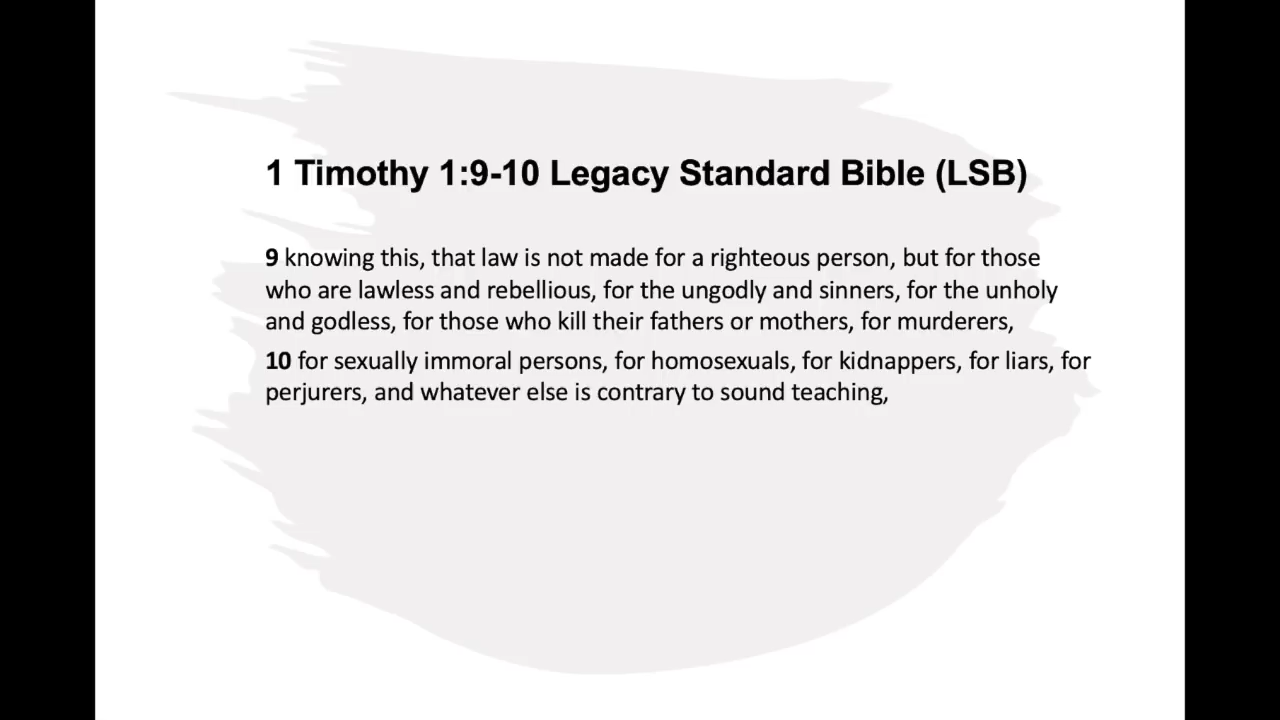 1 Timothy 1:9-10 Legacy Standard Bible (LSB)
9 knowing this, that law is not made for a righteous person, but for those
who are lawless and rebellious, for the ungodly and sinners, for the unholy
and godless, for those who kill their fathers or mothers, for murderers,
10 for sexually immoral persons, for homosexuals, for kidnappers, for liars, for
perjurers, and whatever else is contrary to sound teaching,